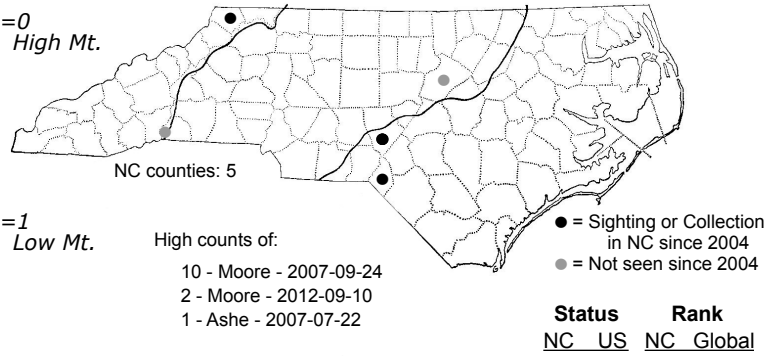 =0
High Mt.
NC counties: 5
=1
Low Mt.
High counts of:
10 - Moore - 2007-09-24
2 - Moore - 2012-09-10
1 - Ashe - 2007-07-22
= Sighting or Collection
in NC since 2004
= Not seen since 2004
Status Rank
NC US NC Global